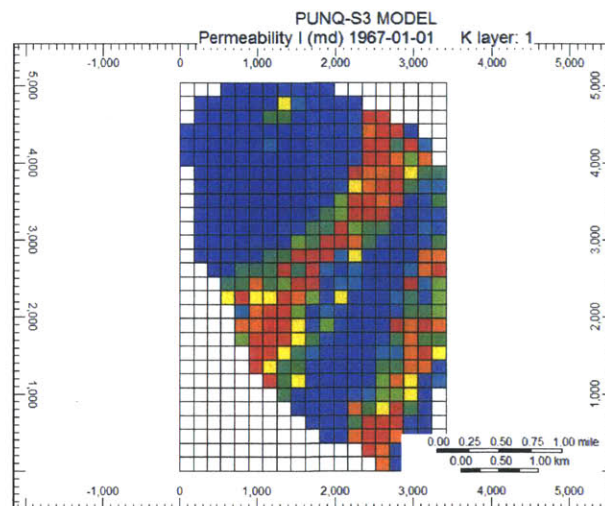 PUNQ-S3 MODEL
Permeability I (md) 1967-01-01 K layer: 1
-1,000 0 1,000 2,000 3,000 4,000 5,000
5,000 5,000
4,000 4,000
3,000 3,000
2,000 2,000
1,000 1,000
0.00 0.25 0.50 0.75 1.00 mile
0.00 0.50 1.00 km
-1,000 0 1,000 2,000 3,000 4,000 5,000